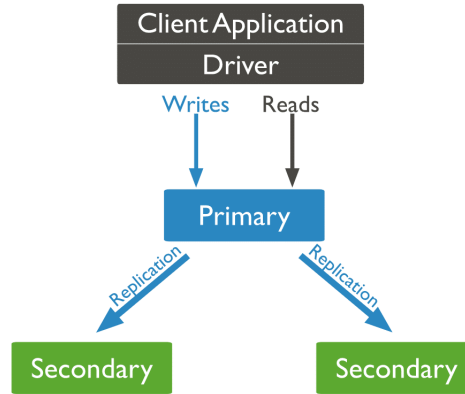 Client Application
Driver
Writes
Reads
Primary
Replication
Replication
Secondary
Secondary